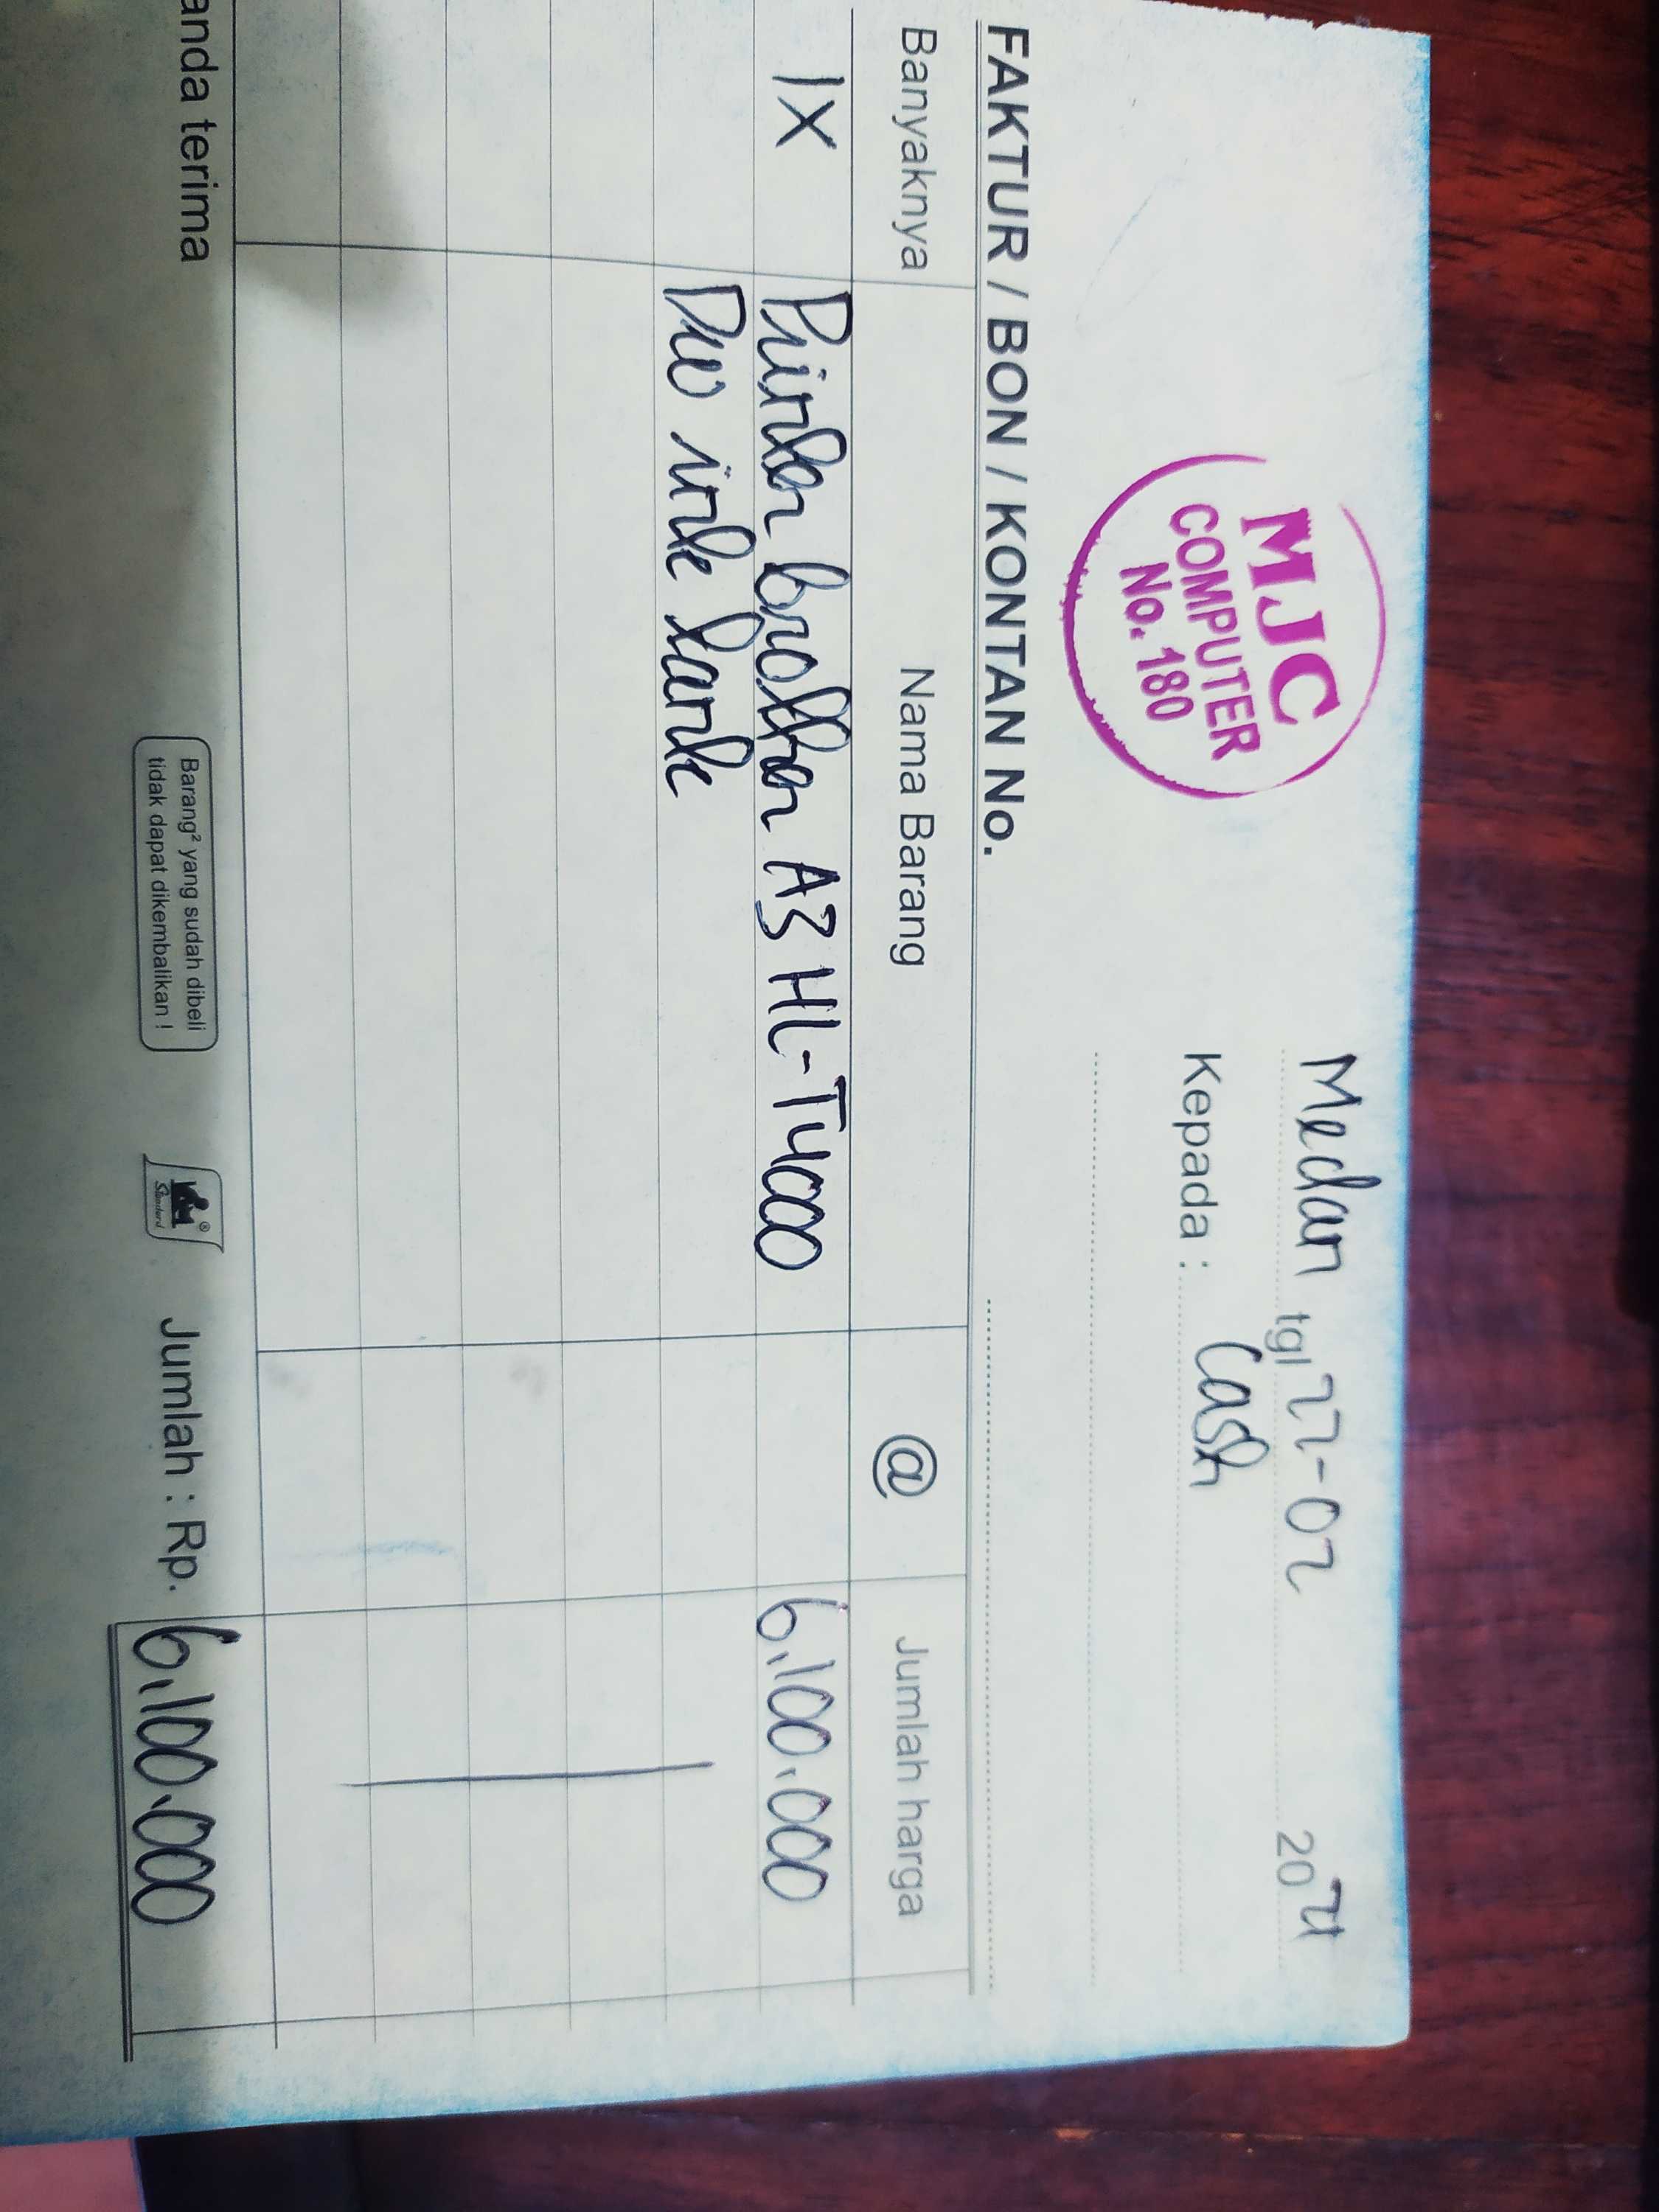 MJC
COMPUTER
No. 180
Medan tgl 27-02 2024
Kepada : Cash
FAKTUR / BON / KONTAN No.
Banyaknya Nama Barang @ Jumlah harga
1X Printer brother A3 HL-T4000 6.100.000
DW ink tank
anda terima
Barang² yang sudah dibeli
tidak dapat dikembalikan !
Standard ®
Jumlah : Rp. 6.100.000